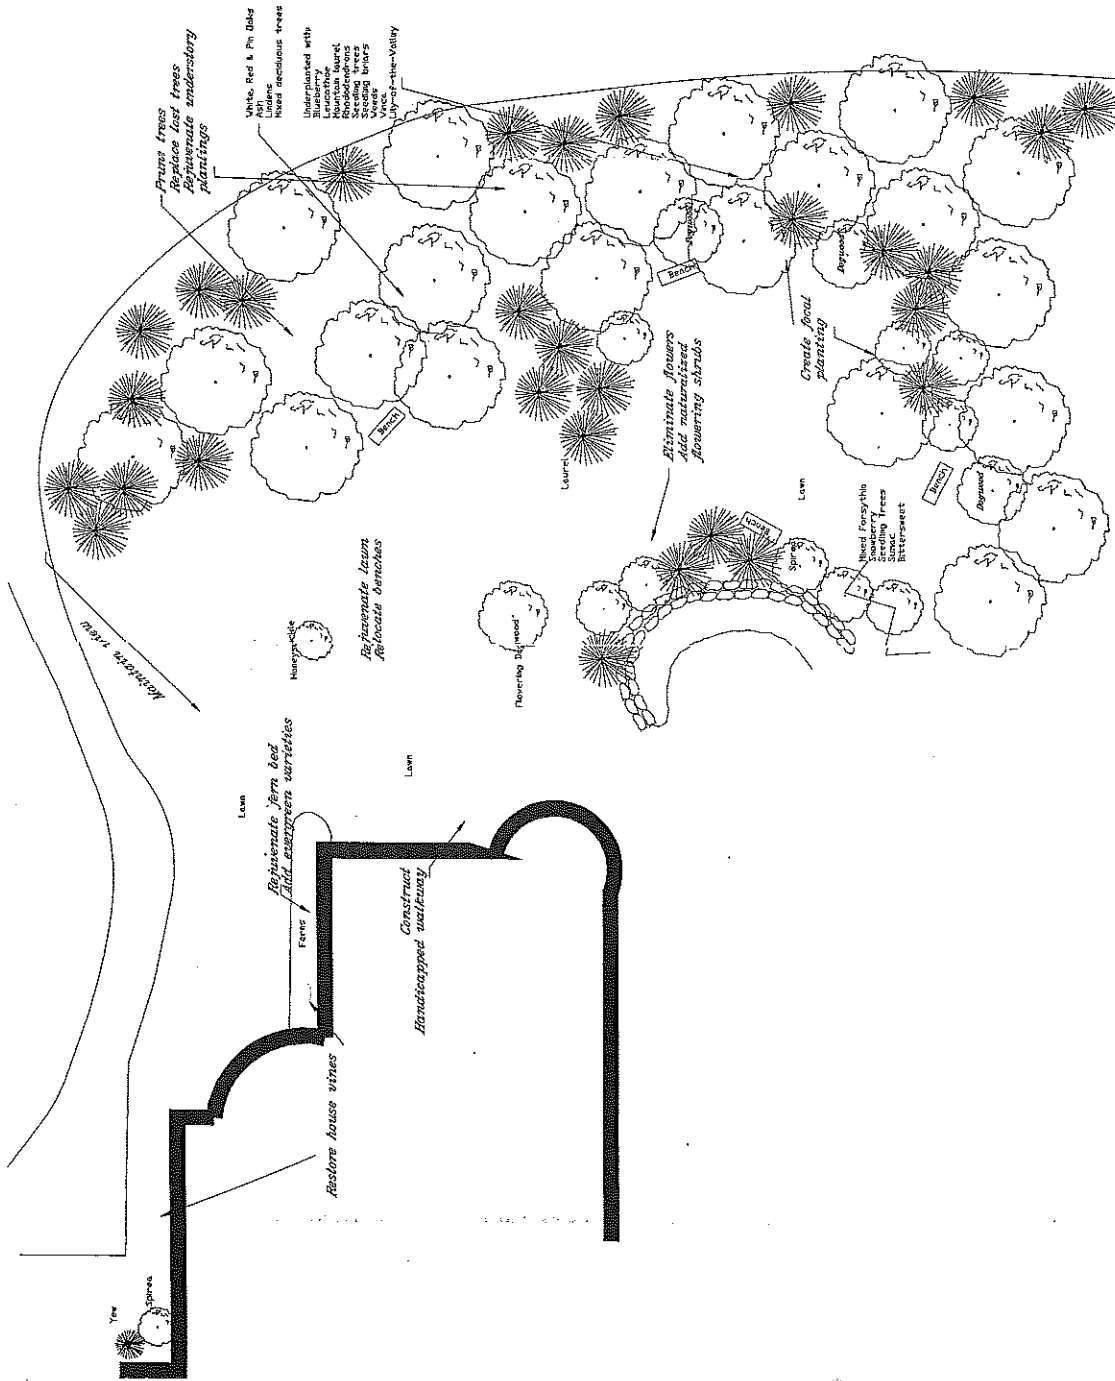 Prune trees
Replace lost trees
Rejuvenate understory
plantings
White, Red & Pin Oaks
Ash
Lindens
Mixed deciduous trees
Underplanted with
Blueberry
Leucothoe
Mountain laurel
Rhododendrons
Seedling trees
Seedling briars
Weeds
Vinca
Lily-of-the-Valley
Maintain view
Bench
Bench
Dogwood
Dogwood
Create focal
planting
Eliminate flowers
Add naturalized
flowering shrubs
Laurel
Lawn
Bench
Dogwood
Bench
Spirea
Mixed Forsythia
Snowberry
Seedling Trees
Sumac
Bittersweet
Honeysuckle
Rejuvenate lawn
Relocate benches
Flowering Dogwood
Lawn
Lawn
Rejuvenate fern bed
Add evergreen varieties
Ferns
Construct
Handicapped walkway
Restore house vines
Yew
Spirea